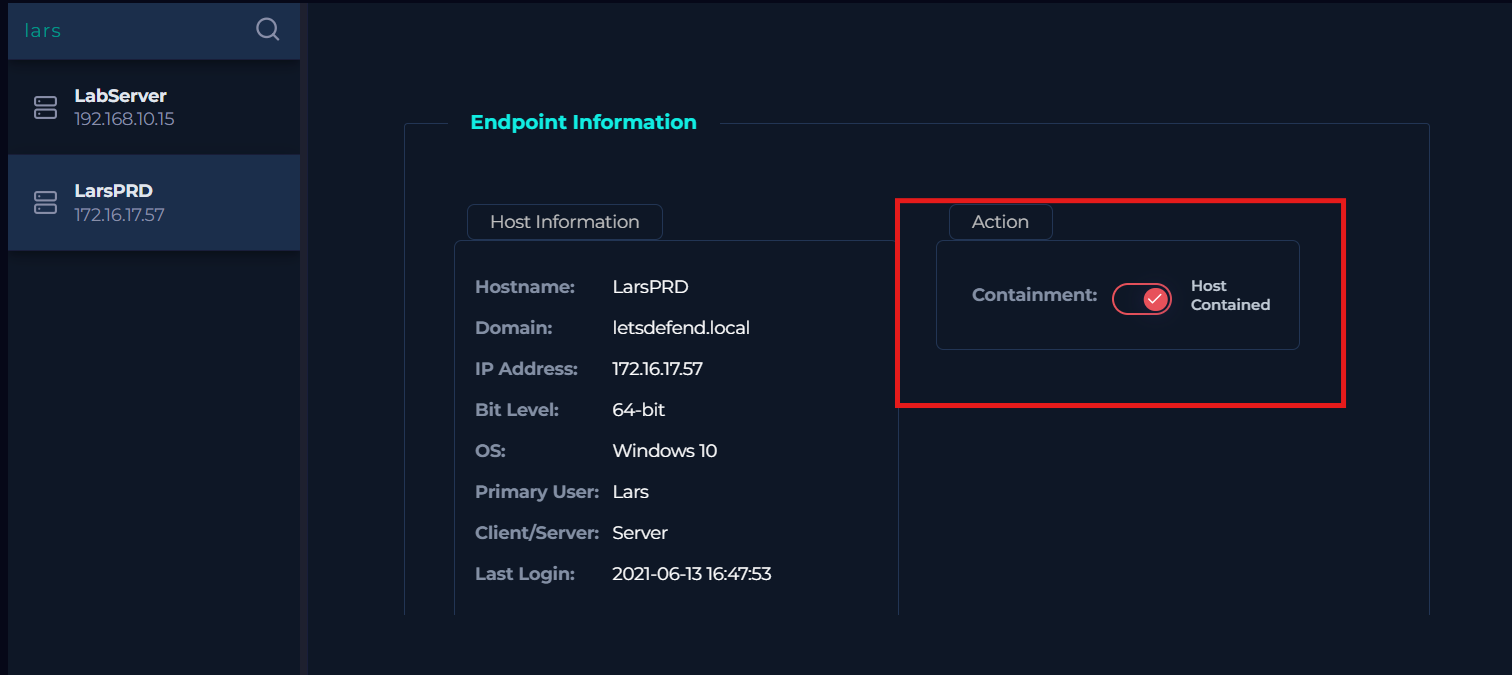 lars
LabServer
192.168.10.15
LarsPRD
172.16.17.57
Endpoint Information
Host Information
Hostname: LarsPRD
Domain: letsdefend.local
IP Address: 172.16.17.57
Bit Level: 64-bit
OS: Windows 10
Primary User: Lars
Client/Server: Server
Last Login: 2021-06-13 16:47:53
Action
Containment:
Host
Contained